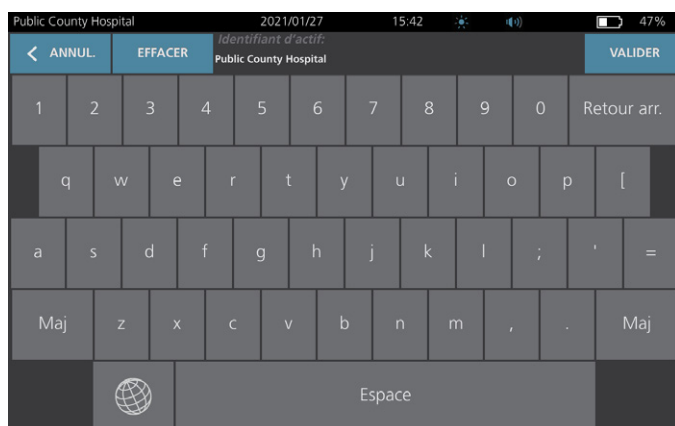 Public County Hospital 2021/01/27 15:42 47%
ANNUL. EFFACER Identifiant d'actif: VALIDER
Public County Hospital
1 2 3 4 5 6 7 8 9 0 Retour arr.
q w e r t y u i o p [
a s d f g h j k l ; ' =
Maj z x c v b n m , . Maj
Espace